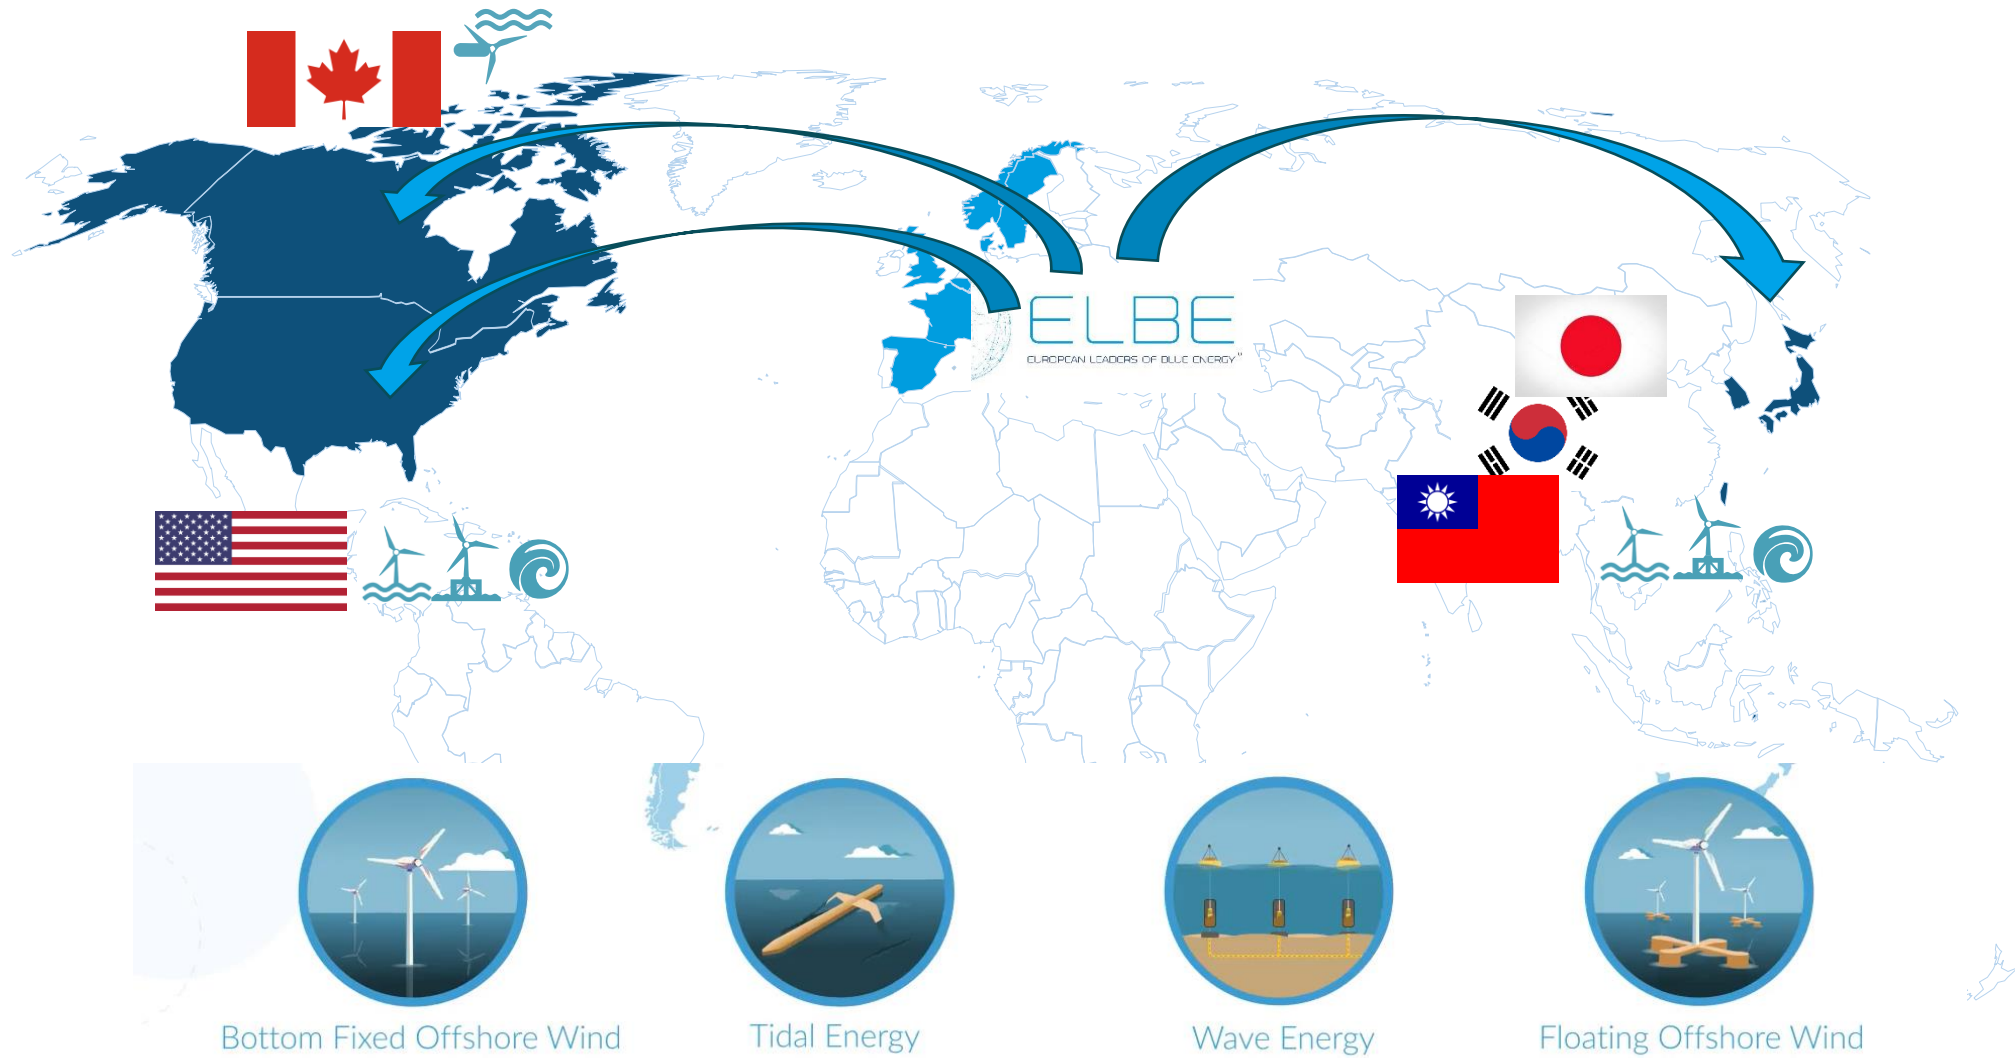 ELBE
EUROPEAN LEADERS OF BLUE ENERGY"
Bottom Fixed Offshore Wind
Tidal Energy
Wave Energy
Floating Offshore Wind